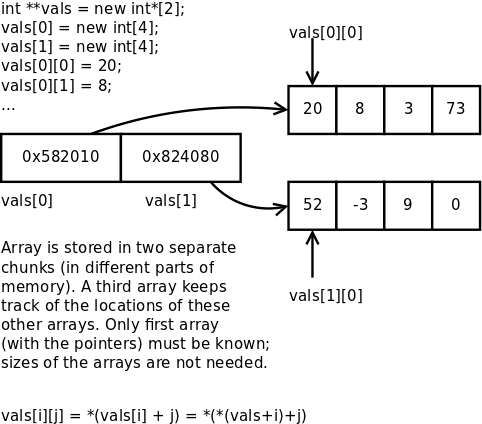 int **vals = new int*[2];
vals[0] = new int[4];
vals[1] = new int[4];
vals[0][0] = 20;
vals[0][1] = 8;
...
vals[0][0]
20 8 3 73
0x582010 0x824080
vals[0] vals[1]
52 -3 9 0
vals[1][0]
Array is stored in two separate
chunks (in different parts of
memory). A third array keeps
track of the locations of these
other arrays. Only first array
(with the pointers) must be known;
sizes of the arrays are not needed.
vals[i][j] = *(vals[i] + j) = *(*(vals+i)+j)